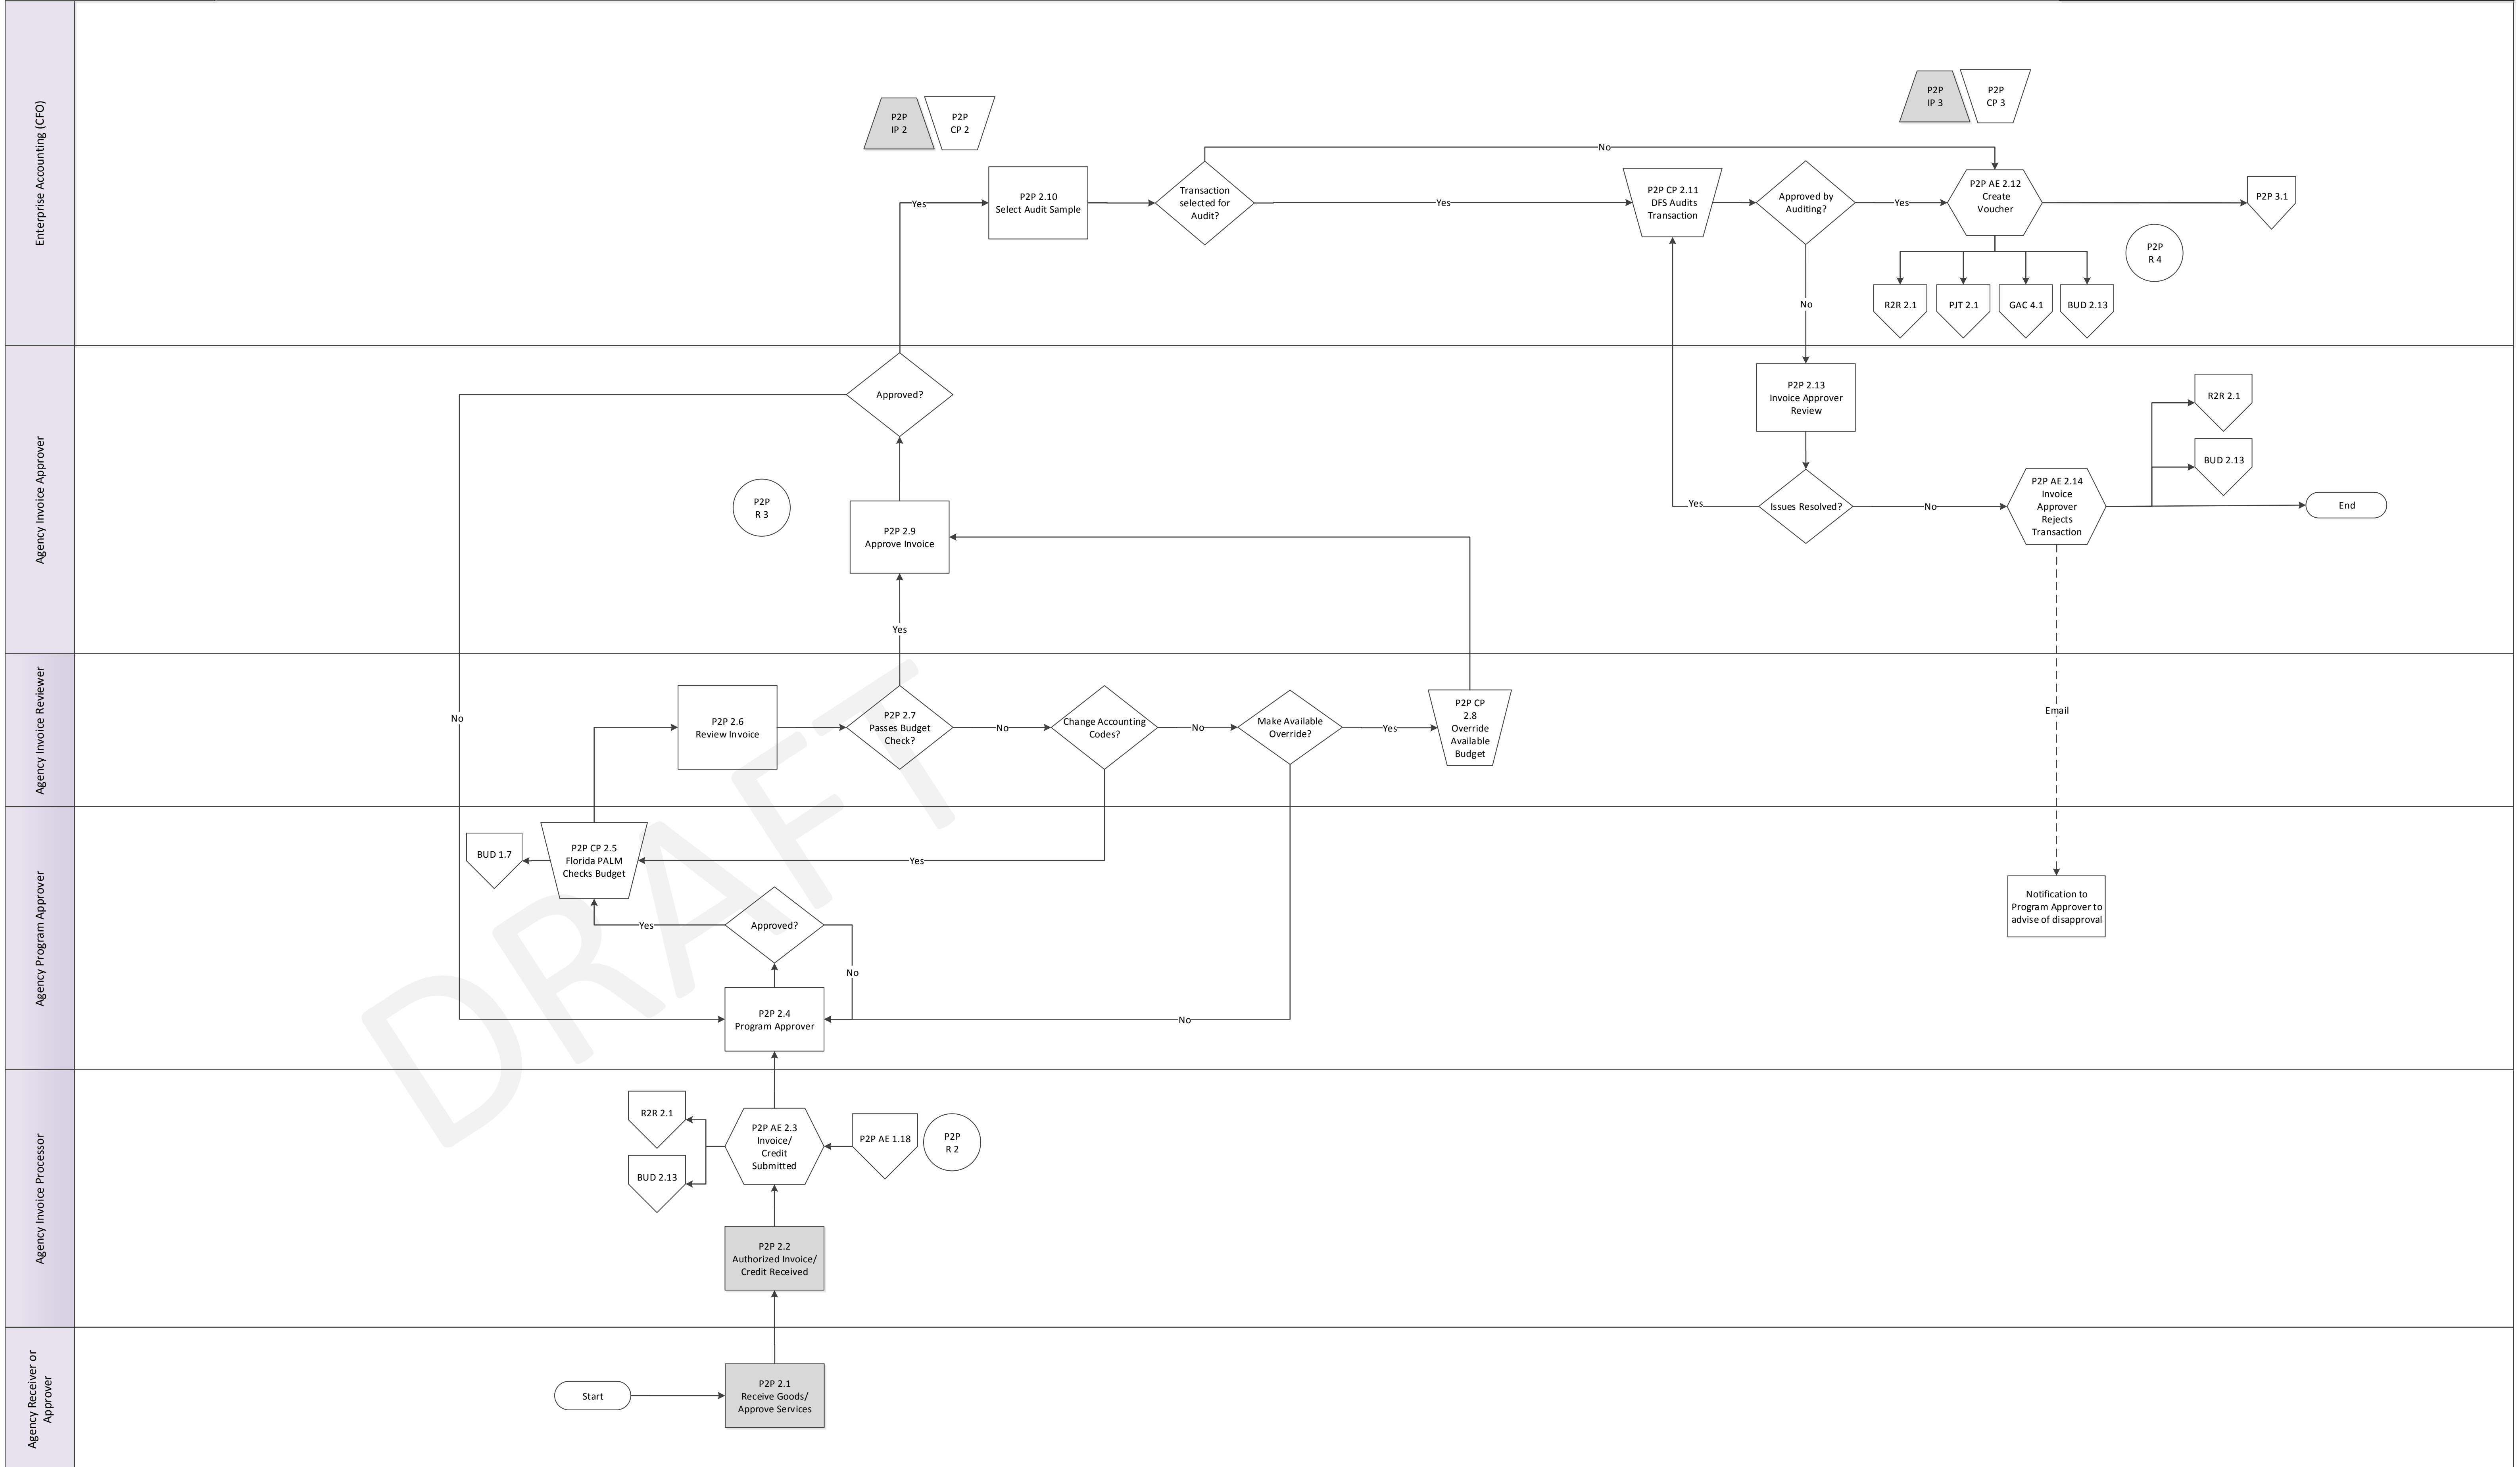 Enterprise Accounting (CFO)
P2P
IP 2
P2P
CP 2
P2P
IP 3
P2P
CP 3
No
Yes
P2P 2.10
Select Audit Sample
Transaction
selected for
Audit?
Yes
P2P CP 2.11
DFS Audits
Transaction
Approved by
Auditing?
Yes
P2P AE 2.12
Create
Voucher
P2P 3.1
P2P
R 4
No
R2R 2.1
PJT 2.1
GAC 4.1
BUD 2.13
Agency Invoice Approver
Approved?
P2P
R 3
P2P 2.9
Approve Invoice
Yes
P2P 2.13
Invoice Approver
Review
Yes
Issues Resolved?
No
P2P AE 2.14
Invoice
Approver
Rejects
Transaction
R2R 2.1
BUD 2.13
End
Agency Invoice Reviewer
No
P2P 2.6
Review Invoice
P2P 2.7
Passes Budget
Check?
No
Change Accounting
Codes?
No
Make Available
Override?
Yes
P2P CP
2.8
Override
Available
Budget
Email
Agency Program Approver
BUD 1.7
P2P CP 2.5
Florida PALM
Checks Budget
Yes
Yes
Approved?
No
P2P 2.4
Program Approver
No
Notification to
Program Approver to
advise of disapproval
Agency Invoice Processor
R2R 2.1
BUD 2.13
P2P AE 2.3
Invoice/
Credit
Submitted
P2P AE 1.18
P2P
R 2
P2P 2.2
Authorized Invoice/
Credit Received
Agency Receiver or
Approver
Start
P2P 2.1
Receive Goods/
Approve Services
DRAFT